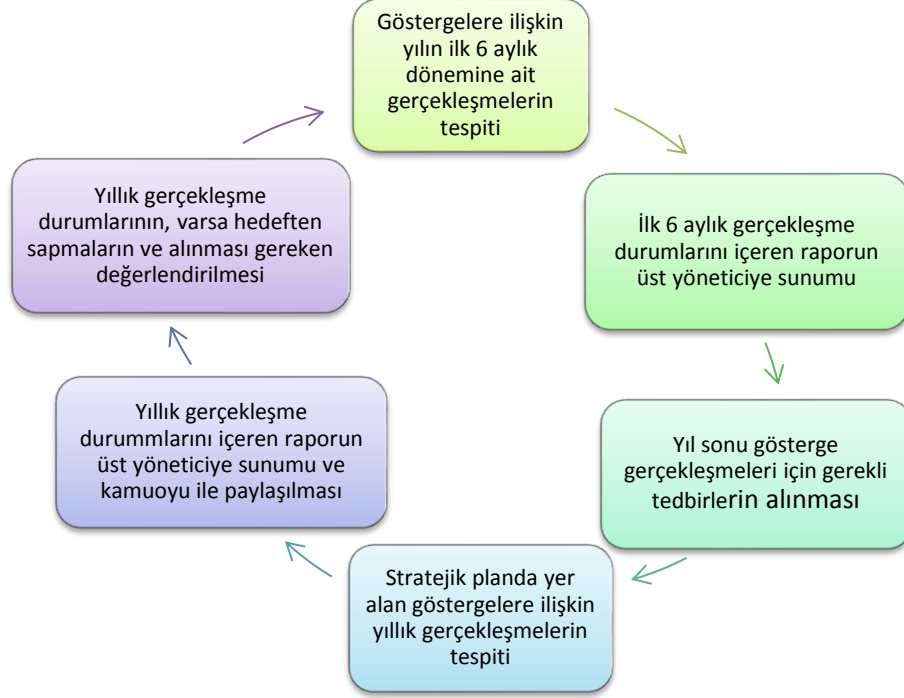 Göstergelere ilişkin
yılın ilk 6 aylık
dönemine ait
gerçekleşmelerin
tespiti
İlk 6 aylık gerçekleşme
durumlarını içeren raporun
üst yöneticiye sunumu
Yıl sonu gösterge
gerçekleşmeleri için gerekli
tedbirlerin alınması
Stratejik planda yer
alan göstergelere ilişkin
yıllık gerçekleşmelerin
tespiti
Yıllık gerçekleşme
durummlarını içeren raporun
üst yöneticiye sunumu ve
kamuoyu ile paylaşılması
Yıllık gerçekleşme
durumlarının, varsa hedeften
sapmaların ve alınması gereken
değerlendirilmesi